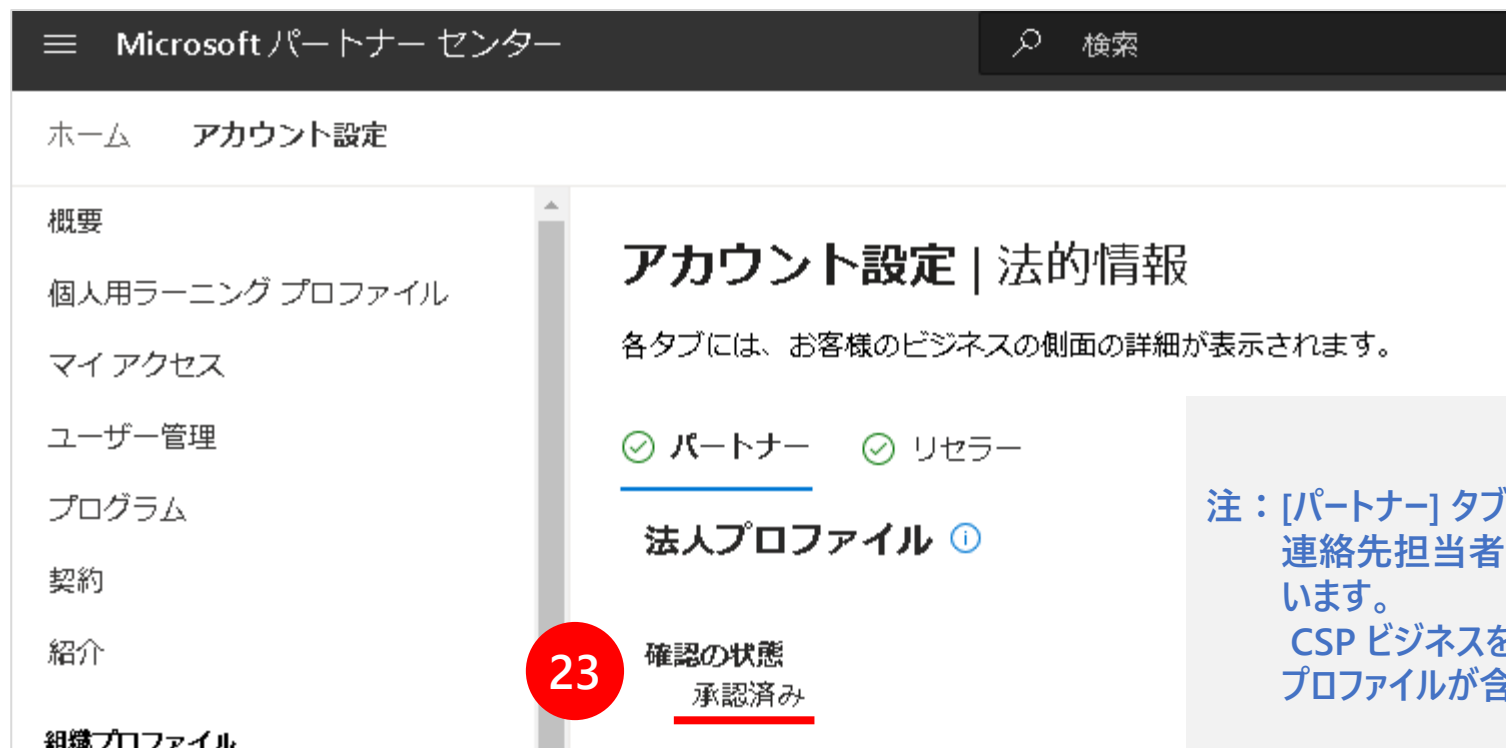 Microsoft パートナー センター
検索
ホーム アカウント設定
概要
個人用ラーニング プロファイル
マイ アクセス
ユーザー管理
プログラム
契約
紹介
組織プロファイル
アカウント設定 | 法的情報
各タブには、お客様のビジネスの側面の詳細が表示されます。
パートナー リセラー
法人プロファイル
23
確認の状態
承認済み
注：[パートナー] タブ
連絡先担当者
います。
CSP ビジネスを
プロファイルが含